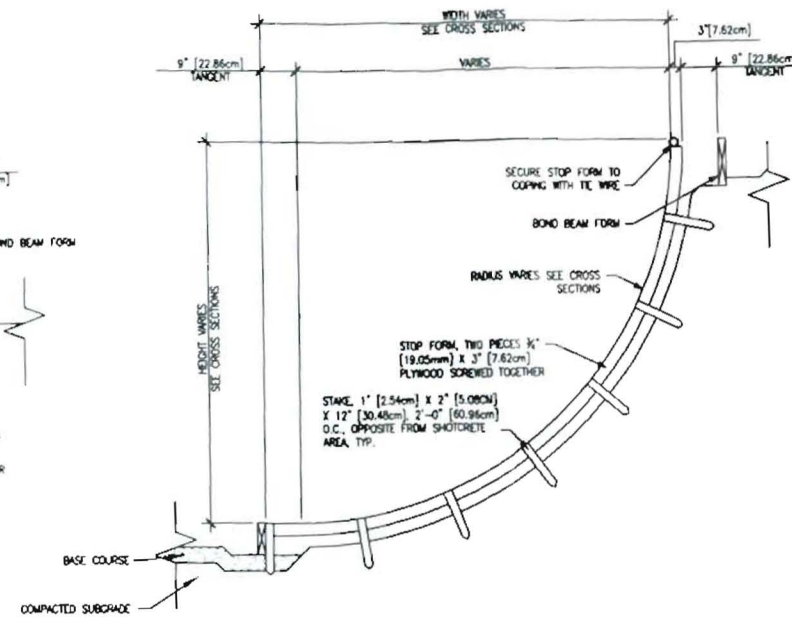 WIDTH VARIES
SEE CROSS SECTIONS
3"[7.62cm]
9" [22.86cm]
TANGENT
VARIES
9" [22.86cm]
TANGENT
SECURE STOP FORM TO
COPING WITH TIE WIRE
BOND BEAM FORM
BEAM FORM
RADIUS VARIES SEE CROSS
SECTIONS
HEIGHT VARIES
SEE CROSS SECTIONS
STOP FORM, TWO PIECES ¾"
[19.05mm] X 3" [7.62cm]
PLYWOOD SCREWED TOGETHER
STAKE, 1" [2.54cm] X 2" [5.08CM]
X 12" [30.48cm], 2'-0" [60.96cm]
O.C., OPPOSITE FROM SHOTCRETE
AREA, TYP.
BASE COURSE
COMPACTED SUBGRADE